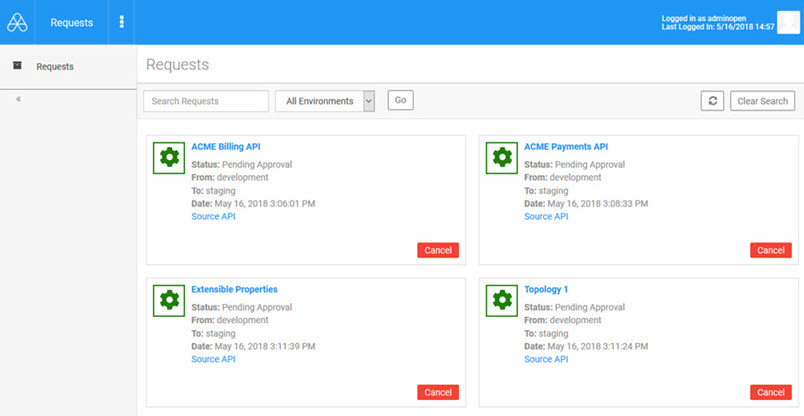 Requests
Logged in as adminopen
Last Logged In: 5/16/2018 14:57
Requests
<
Requests
Search Requests
All Environments
Go
Clear Search
ACME Billing API
Status: Pending Approval
From: development
To: staging
Date: May 16, 2018 3:06:01 PM
Source API
Cancel
ACME Payments API
Status: Pending Approval
From: development
To: staging
Date: May 16, 2018 3:08:33 PM
Source API
Cancel
Extensible Properties
Status: Pending Approval
From: development
To: staging
Date: May 16, 2018 3:11:39 PM
Source API
Cancel
Topology 1
Status: Pending Approval
From: development
To: staging
Date: May 16, 2018 3:11:24 PM
Source API
Cancel